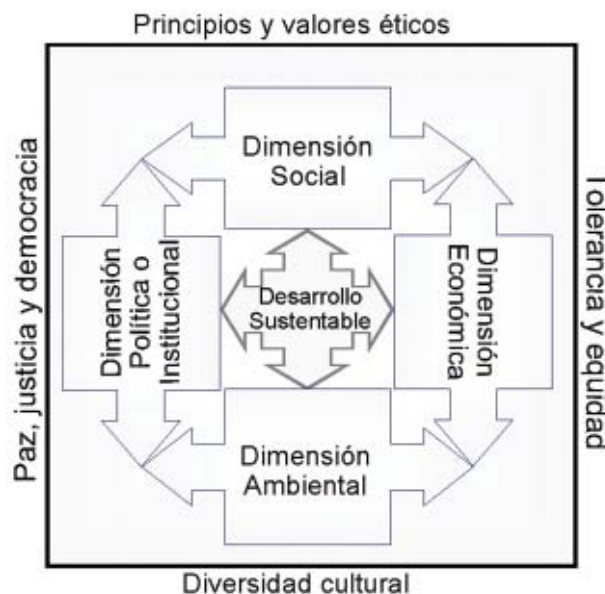 Principios y valores éticos
Dimensión
Social
Paz, justicia y democracia
Dimensión
Política o
Institucional
Desarrollo
Sustentable
Dimensión
Económica
Tolerancia y equidad
Dimensión
Ambiental
Diversidad cultural